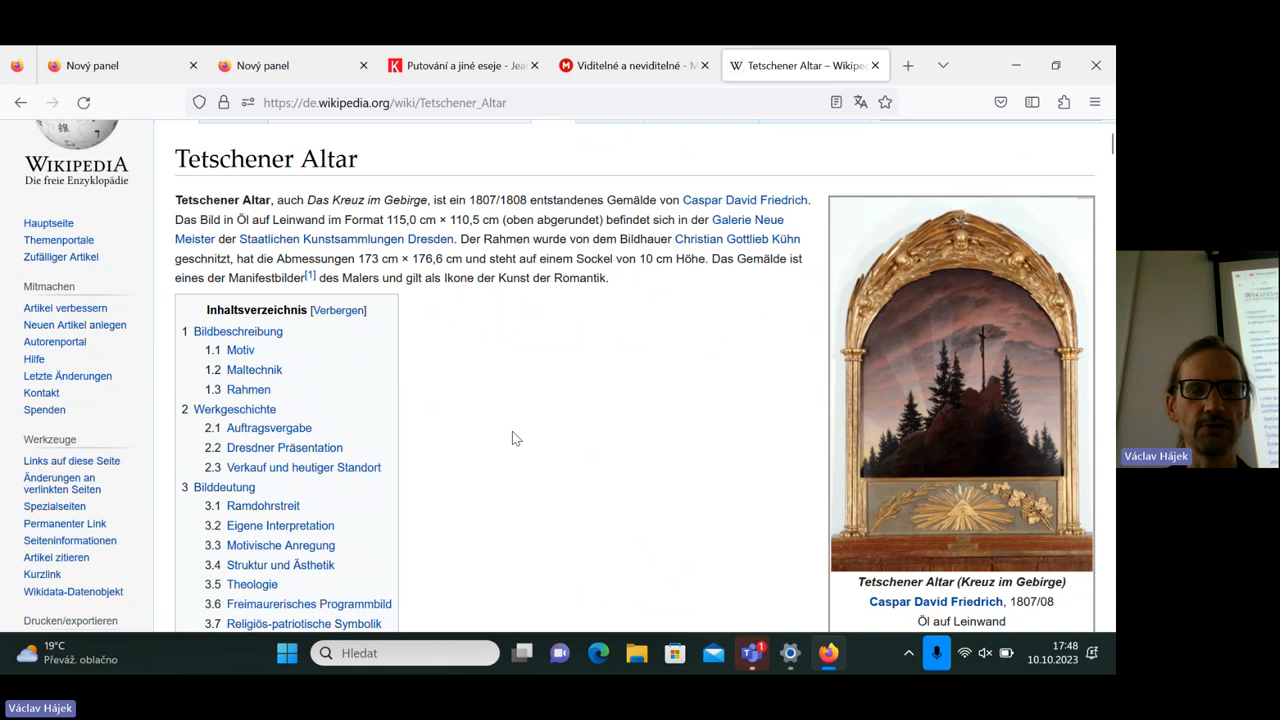 Nový panel
Nový panel
Putování a jiné eseje - Jea
Viditelné a neviditelné - M
Tetschener Altar – Wikipe
https://de.wikipedia.org/wiki/Tetschener_Altar
WIKIPEDIA
Die freie Enzyklopädie
Hauptseite
Themenportale
Zufälliger Artikel
Mitmachen
Artikel verbessern
Neuen Artikel anlegen
Autorenportal
Hilfe
Letzte Änderungen
Kontakt
Spenden
Werkzeuge
Links auf diese Seite
Änderungen an
verlinkten Seiten
Spezialseiten
Permanenter Link
Seiteninformationen
Artikel zitieren
Kurzlink
Wikidata-Datenobjekt
Drucken/exportieren
Tetschener Altar
Tetschener Altar, auch Das Kreuz im Gebirge, ist ein 1807/1808 entstandenes Gemälde von Caspar David Friedrich.
Das Bild in Öl auf Leinwand im Format 115,0 cm × 110,5 cm (oben abgerundet) befindet sich in der Galerie Neue
Meister der Staatlichen Kunstsammlungen Dresden. Der Rahmen wurde von dem Bildhauer Christian Gottlieb Kühn
geschnitzt, hat die Abmessungen 173 cm × 176,6 cm und steht auf einem Sockel von 10 cm Höhe. Das Gemälde ist
eines der Manifestbilder[1] des Malers und gilt als Ikone der Kunst der Romantik.
Inhaltsverzeichnis [Verbergen]
1 Bildbeschreibung
1.1 Motiv
1.2 Maltechnik
1.3 Rahmen
2 Werkgeschichte
2.1 Auftragsvergabe
2.2 Dresdner Präsentation
2.3 Verkauf und heutiger Standort
3 Bilddeutung
3.1 Ramdohrstreit
3.2 Eigene Interpretation
3.3 Motivische Anregung
3.4 Struktur und Ästhetik
3.5 Theologie
3.6 Freimaurerisches Programmbild
3.7 Religiös-patriotische Symbolik
Tetschener Altar (Kreuz im Gebirge)
Caspar David Friedrich, 1807/08
Öl auf Leinwand
Václav Hájek
19°C
Převáž. oblačno
Hledat
1
17:48
10.10.2023
Václav Hájek